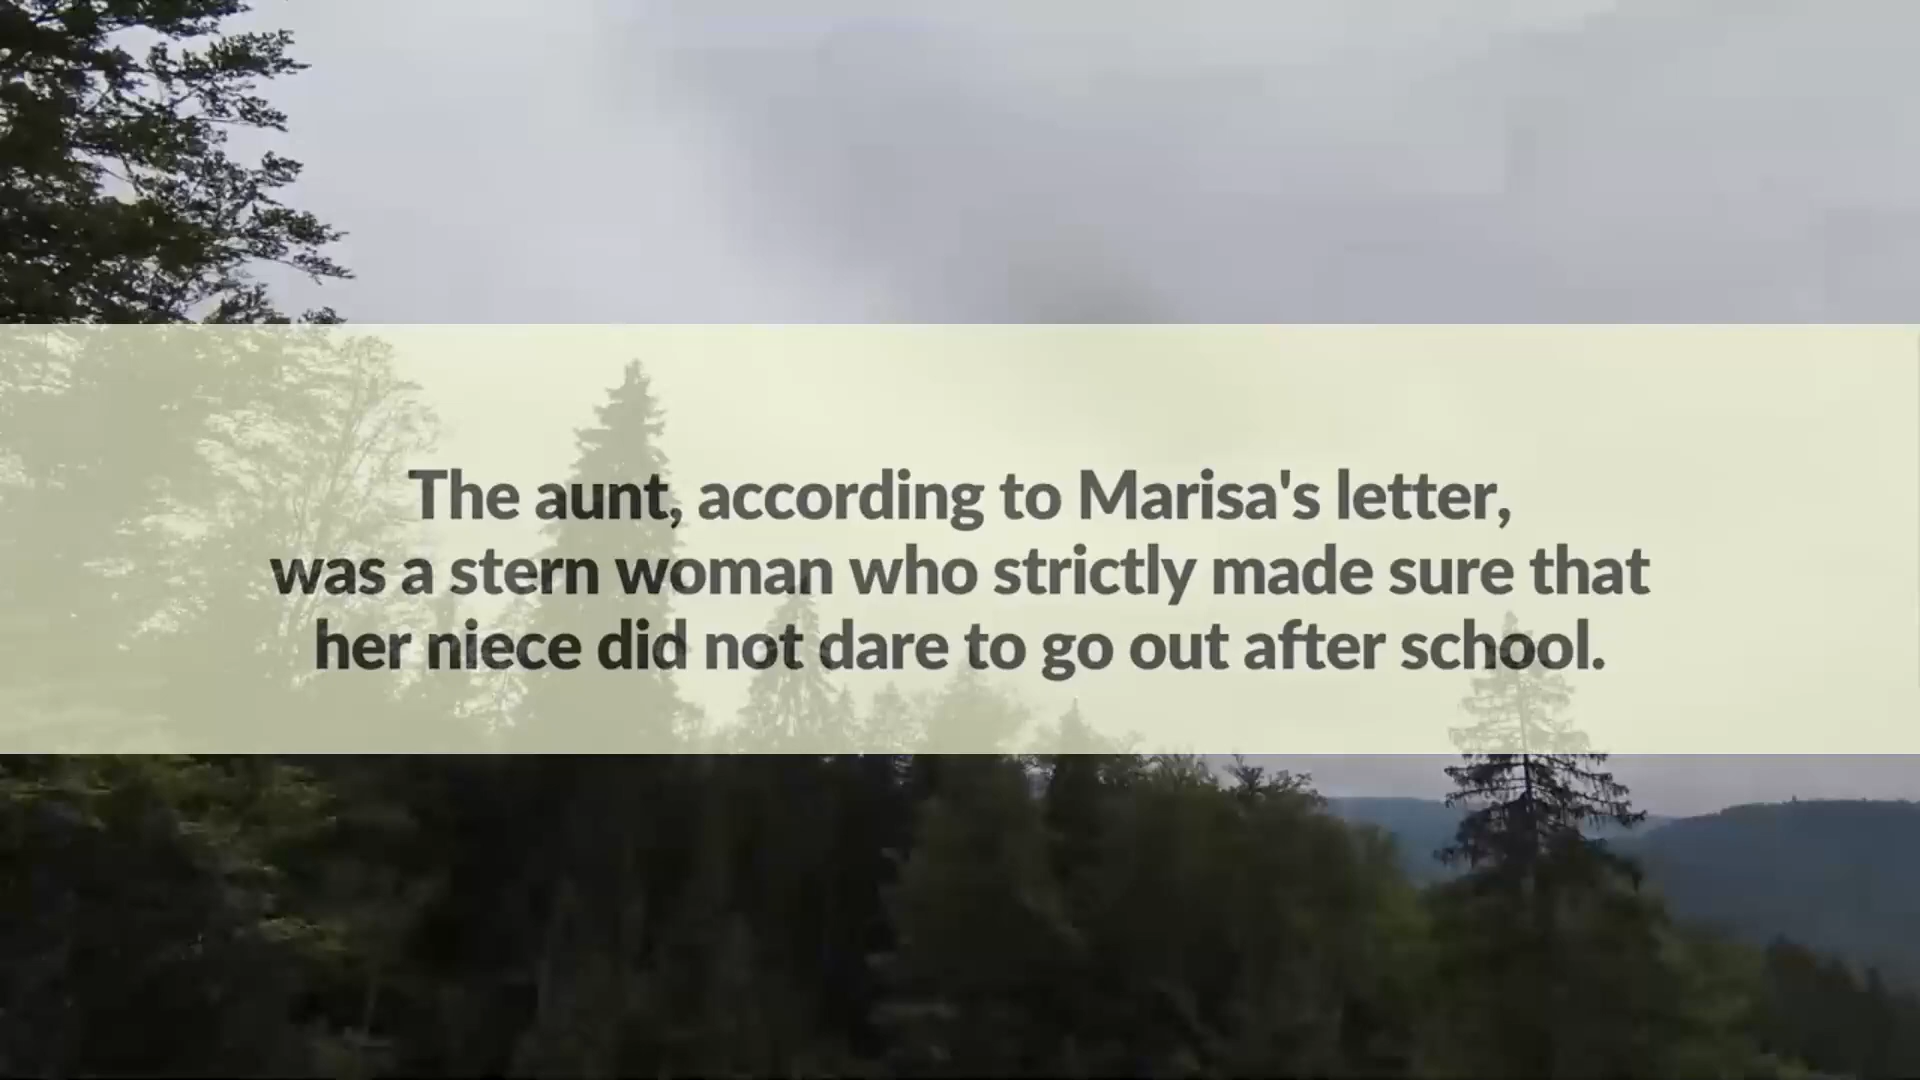 The aunt, according to Marisa's letter,
was a stern woman who strictly made sure that
her niece did not dare to go out after school.